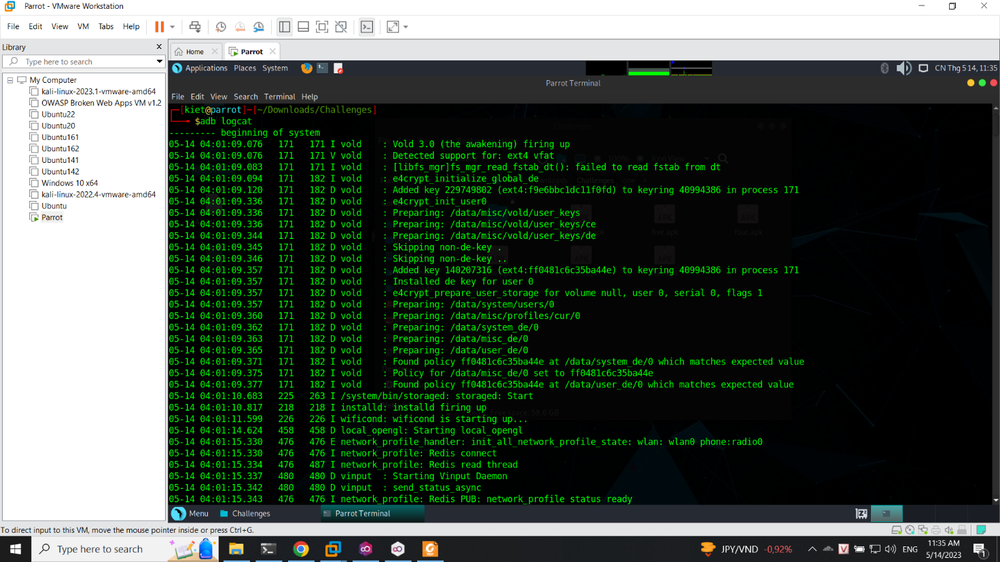 Parrot - VMware Workstation
File Edit View VM Tabs Help
Library
Type here to search
My Computer
kali-linux-2023.1-vmware-amd64
OWASP Broken Web Apps VM v1.2
Ubuntu22
Ubuntu20
Ubuntu161
Ubuntu162
Ubuntu141
Ubuntu142
Windows 10 x64
kali-linux-2022.4-vmware-amd64
Ubuntu
Parrot
Home Parrot
Applications Places System CN Thg 5 14, 11:35
Parrot Terminal
File Edit View Search Terminal Help
[kiet@parrot]-[~/Downloads/Challenges]
$adb logcat
--------- beginning of system
05-14 04:01:09.076 171 171 I vold : Vold 3.0 (the awakening) firing up
05-14 04:01:09.076 171 171 V vold : Detected support for: ext4 vfat
05-14 04:01:09.083 171 171 I vold : [libfs_mgr]fs_mgr_read_fstab_dt(): failed to read fstab from dt
05-14 04:01:09.094 171 182 I vold : e4crypt_initialize_global_de
05-14 04:01:09.120 171 182 D vold : Added key 229749802 (ext4:f9e6bbc1dc11f0fd) to keyring 40994386 in process 171
05-14 04:01:09.336 171 182 D vold : e4crypt_init_user0
05-14 04:01:09.336 171 182 D vold : Preparing: /data/misc/vold/user_keys
05-14 04:01:09.336 171 182 D vold : Preparing: /data/misc/vold/user_keys/ce
05-14 04:01:09.344 171 182 D vold : Preparing: /data/misc/vold/user_keys/de
05-14 04:01:09.345 171 182 D vold : Skipping non-de-key .
05-14 04:01:09.346 171 182 D vold : Skipping non-de-key ..
05-14 04:01:09.357 171 182 D vold : Added key 140207316 (ext4:ff0481c6c35ba44e) to keyring 40994386 in process 171
05-14 04:01:09.357 171 182 D vold : Installed de key for user 0
05-14 04:01:09.357 171 182 D vold : e4crypt_prepare_user_storage for volume null, user 0, serial 0, flags 1
05-14 04:01:09.357 171 182 D vold : Preparing: /data/system/users/0
05-14 04:01:09.360 171 182 D vold : Preparing: /data/misc/profiles/cur/0
05-14 04:01:09.362 171 182 D vold : Preparing: /data/system_de/0
05-14 04:01:09.363 171 182 D vold : Preparing: /data/misc_de/0
05-14 04:01:09.365 171 182 D vold : Preparing: /data/user_de/0
05-14 04:01:09.371 171 182 I vold : Found policy ff0481c6c35ba44e at /data/system_de/0 which matches expected value
05-14 04:01:09.375 171 182 I vold : Policy for /data/misc_de/0 set to ff0481c6c35ba44e
05-14 04:01:09.377 171 182 I vold : Found policy ff0481c6c35ba44e at /data/user_de/0 which matches expected value
05-14 04:01:10.683 225 263 I /system/bin/storaged: storaged: Start
05-14 04:01:10.817 218 218 I installd: installd firing up
05-14 04:01:11.599 226 226 I wificond: wificond is starting up...
05-14 04:01:14.624 458 458 D local_opengl: Starting local_opengl
05-14 04:01:15.330 476 476 E network_profile_handler: init_all_network_profile_state: wlan: wlan0 phone:radio0
05-14 04:01:15.330 476 476 I network_profile: Redis connect
05-14 04:01:15.334 476 487 I network_profile: Redis read thread
05-14 04:01:15.337 480 480 D vinput : Starting Vinput Daemon
05-14 04:01:15.342 480 480 D vinput : send_status_async
05-14 04:01:15.343 476 476 I network_profile: Redis PUB: network_profile status ready
Menu Challenges Parrot Terminal
To direct input to this VM, move the mouse pointer inside or press Ctrl+G.
Type here to search
JPY/VND -0,92% ENG 11:35 AM
5/14/2023
1